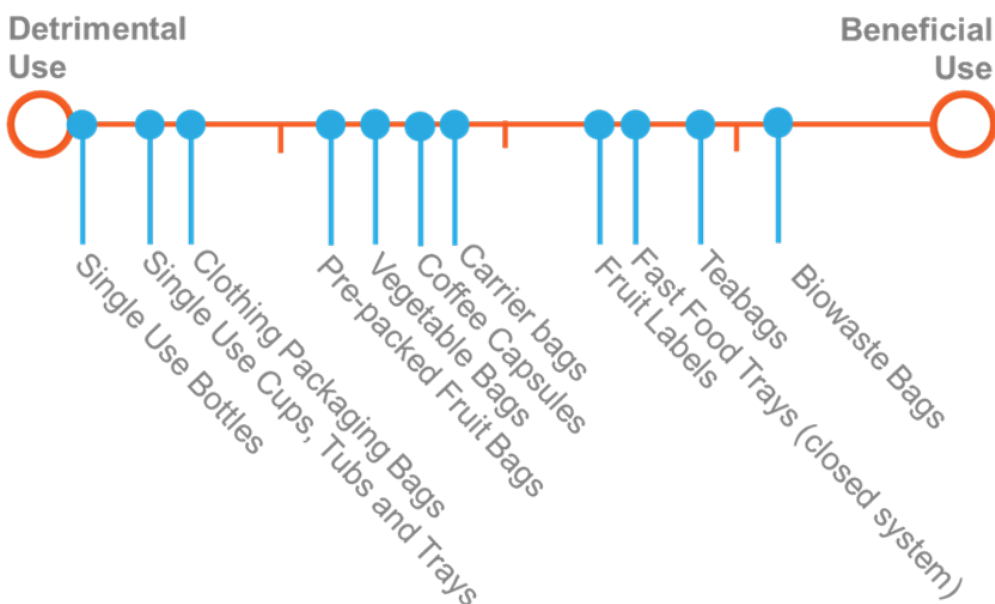 Detrimental
Use
Beneficial
Use
Single Use Bottles
Single Use Cups, Tubs and Trays
Clothing Packaging Bags
Pre-packed Fruit Bags
Vegetable Bags
Coffee Capsules
Carrier bags
Fruit Labels
Fast Food Trays (closed system)
Teabags
Biowaste Bags